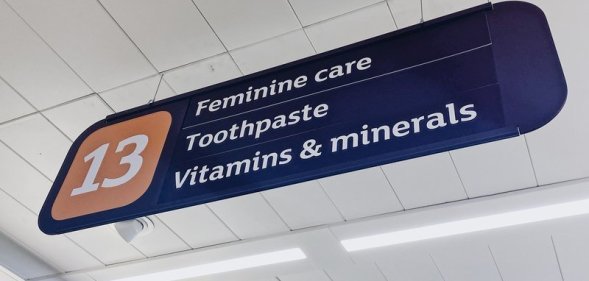 13
Feminine care
Toothpaste
Vitamins & minerals